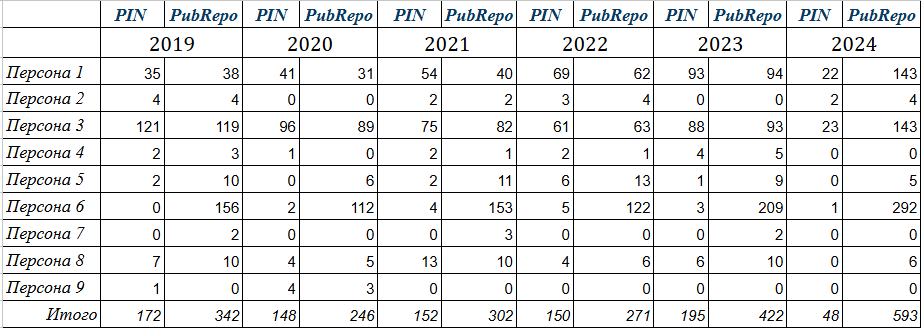 PIN PubRepo PIN PubRepo PIN PubRepo PIN PubRepo PIN PubRepo PIN PubRepo
2019 2020 2021 2022 2023 2024
Персона 1 35 38 41 31 54 40 69 62 93 94 22 143
Персона 2 4 4 0 0 2 2 3 4 0 0 2 4
Персона 3 121 119 96 89 75 82 61 63 88 93 23 143
Персона 4 2 3 1 0 2 1 2 1 4 5 0 0
Персона 5 2 10 0 6 2 11 6 13 1 9 0 5
Персона 6 0 156 2 112 4 153 5 122 3 209 1 292
Персона 7 0 2 0 0 0 3 0 0 0 2 0 0
Персона 8 7 10 4 5 13 10 4 6 6 10 0 6
Персона 9 1 0 4 3 0 0 0 0 0 0 0 0
Итого 172 342 148 246 152 302 150 271 195 422 48 593